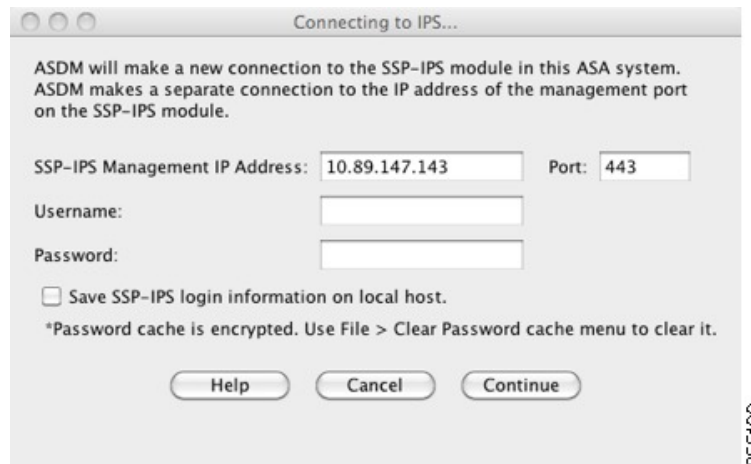 Connecting to IPS...
ASDM will make a new connection to the SSP-IPS module in this ASA system.
ASDM makes a separate connection to the IP address of the management port
on the SSP-IPS module.
SSP-IPS Management IP Address: 10.89.147.143 Port: 443
Username:
Password:
Save SSP-IPS login information on local host.
*Password cache is encrypted. Use File > Clear Password cache menu to clear it.
Help Cancel Continue